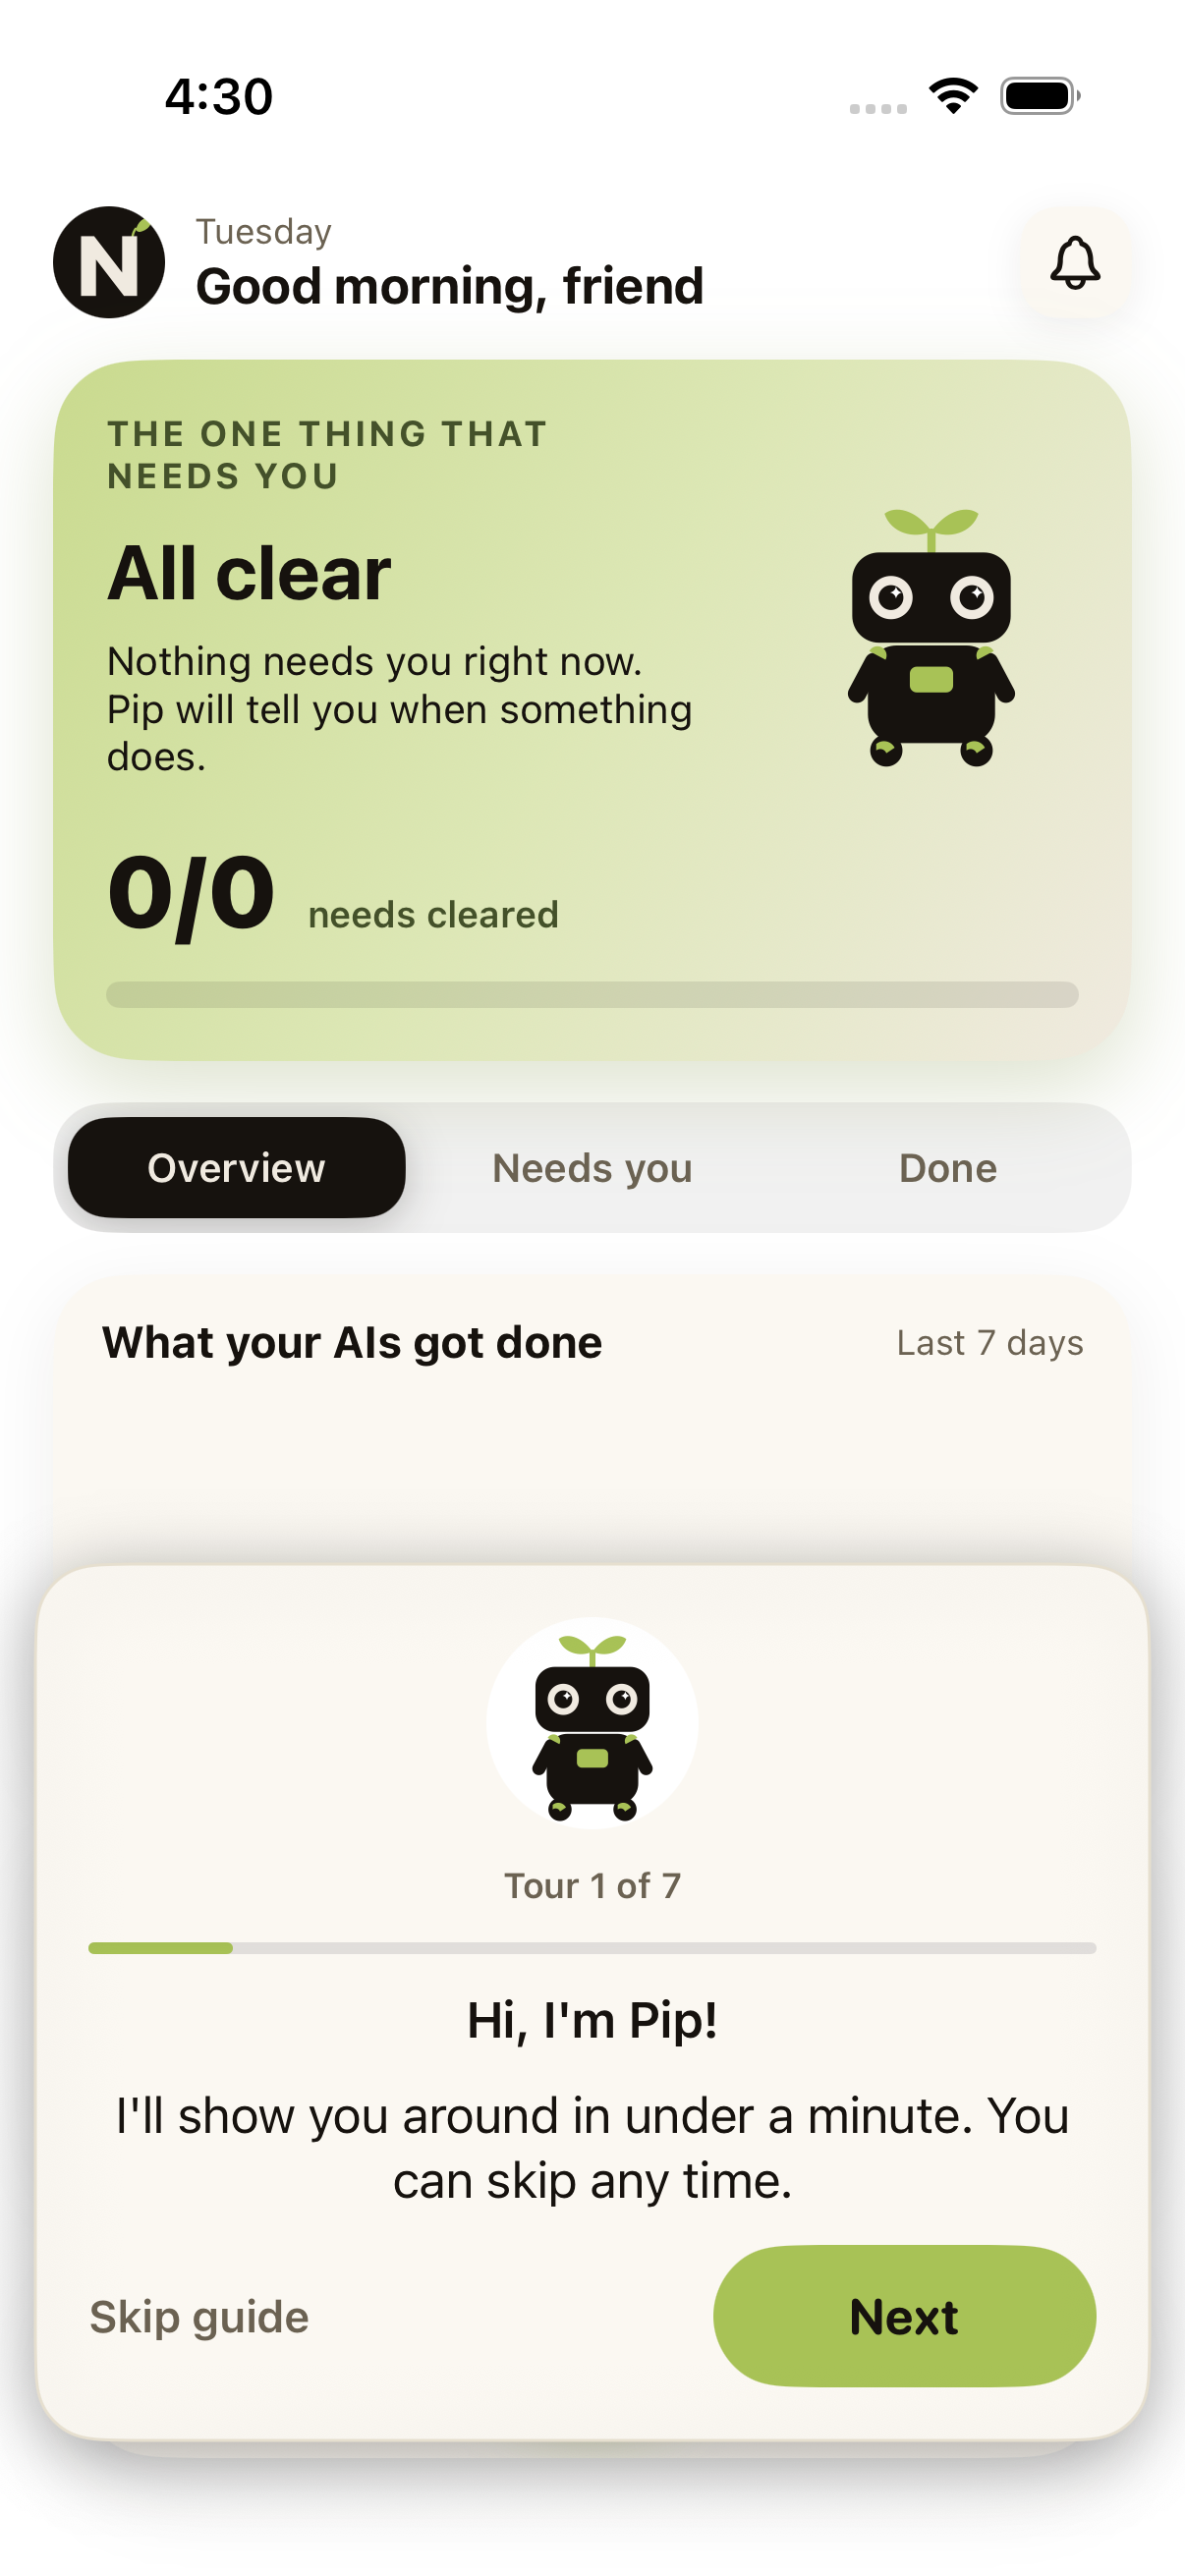 4:30
N
Tuesday
Good morning, friend
THE ONE THING THAT
NEEDS YOU
All clear
Nothing needs you right now.
Pip will tell you when something
does.
0/0 needs cleared
Overview Needs you Done
What your AIs got done Last 7 days
Tour 1 of 7
Hi, I'm Pip!
I'll show you around in under a minute. You
can skip any time.
Skip guide Next